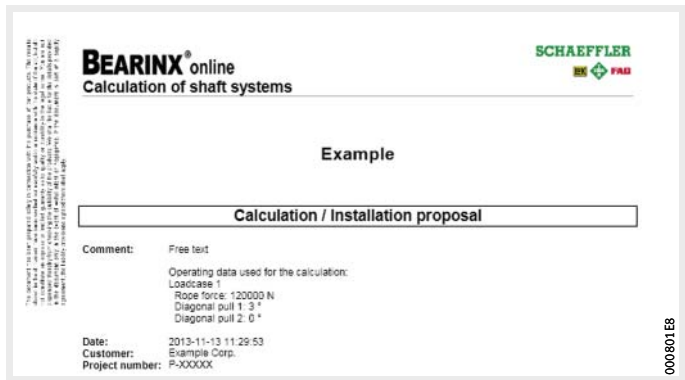 BEARINX® online
Calculation of shaft systems
SCHAEFFLER
INA FAG
Example
Calculation / Installation proposal
Comment: Free text
Operating data used for the calculation:
Loadcase 1
Rope force: 120000 N
Diagonal pull 1: 3 °
Diagonal pull 2: 0 °
Date: 2013-11-13 11:29:53
Customer: Example Corp.
Project number: P-XXXXX
000801E8